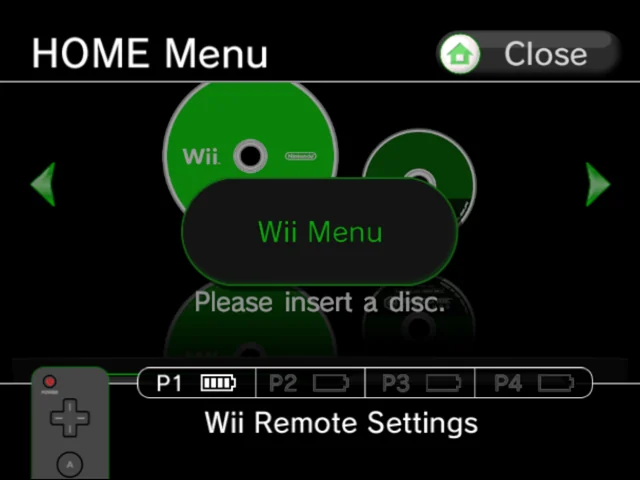 HOME Menu
Close
Wii
Nintendo
Wii Menu
Please insert a disc.
P1
P2
P3
P4
POWER
A
Wii Remote Settings